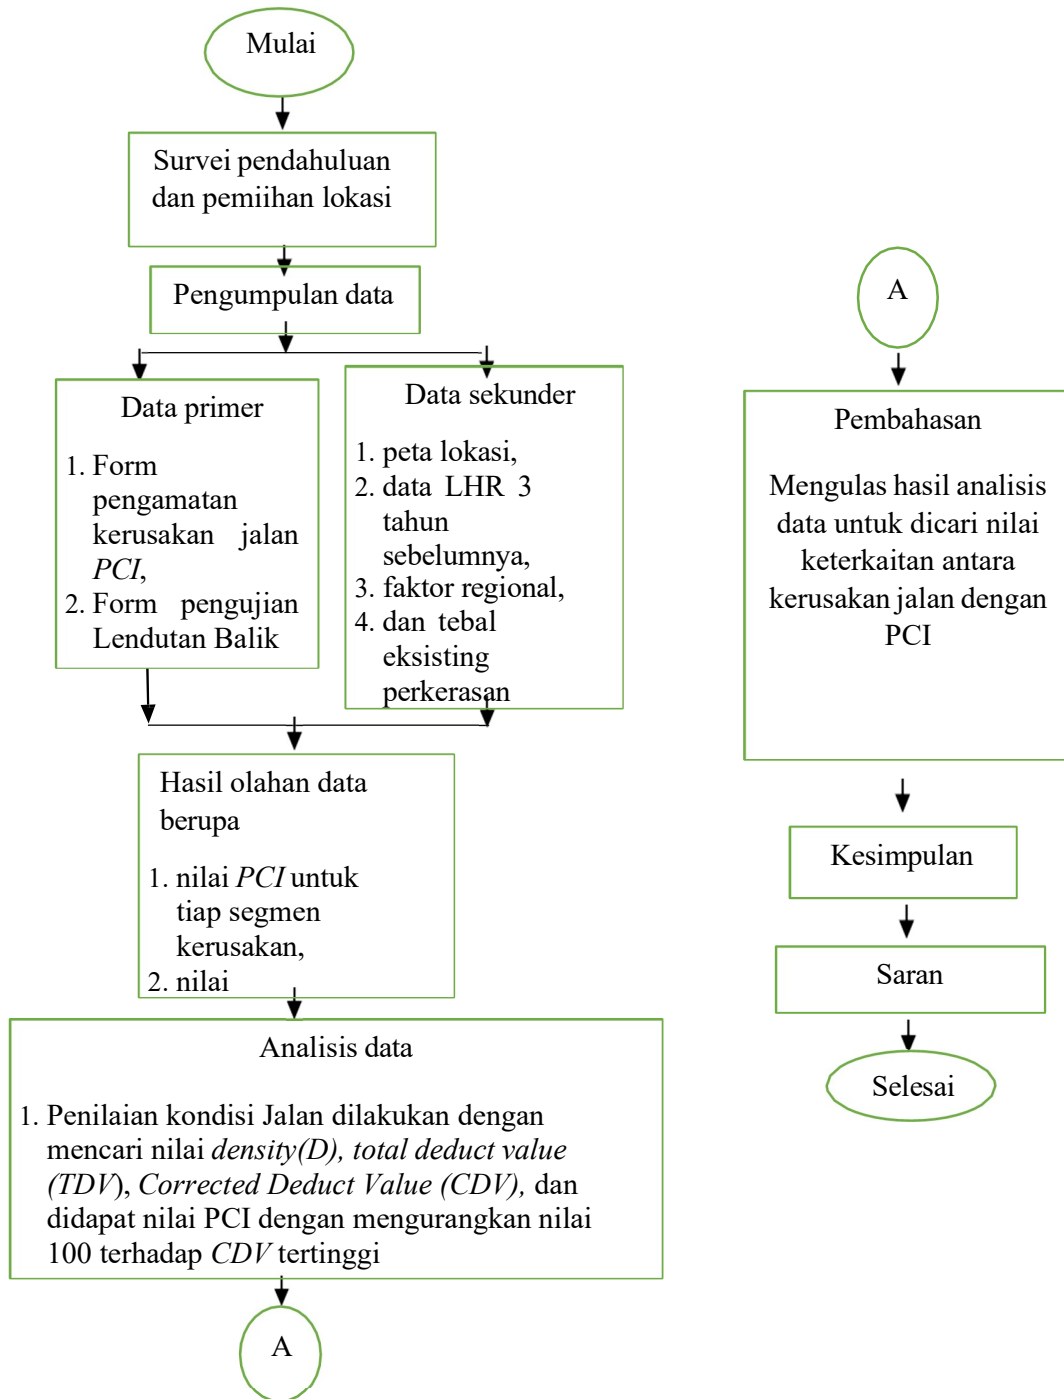 Mulai
Survei pendahuluan
dan pemiihan lokasi
Pengumpulan data
Data primer
1. Form
pengamatan
kerusakan jalan
PCI,
2. Form pengujian
Lendutan Balik
Data sekunder
1. peta lokasi,
2. data LHR 3
tahun
sebelumnya,
3. faktor regional,
4. dan tebal
eksisting
perkerasan
Hasil olahan data
berupa
1. nilai PCI untuk
tiap segmen
kerusakan,
2. nilai
Analisis data
1. Penilaian kondisi Jalan dilakukan dengan
mencari nilai density(D), total deduct value
(TDV), Corrected Deduct Value (CDV), dan
didapat nilai PCI dengan mengurangkan nilai
100 terhadap CDV tertinggi
A
A
Pembahasan
Mengulas hasil analisis
data untuk dicari nilai
keterkaitan antara
kerusakan jalan dengan
PCI
Kesimpulan
Saran
Selesai